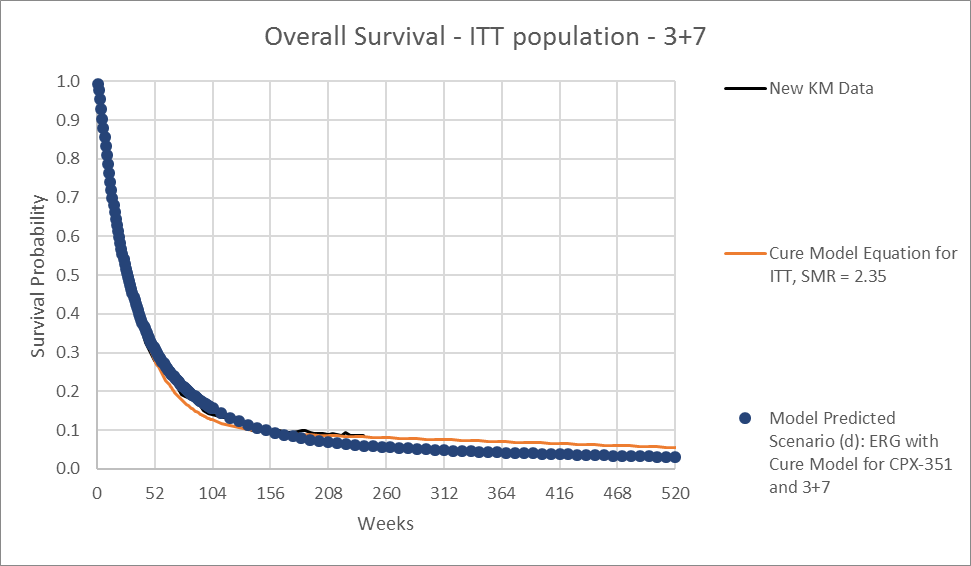 Overall Survival - ITT population - 3+7
Survival Probability
1.0
0.9
0.8
0.7
0.6
0.5
0.4
0.3
0.2
0.1
0.0
0 52 104 156 208 260 312 364 416 468 520
Weeks
New KM Data
Cure Model Equation for
ITT, SMR = 2.35
Model Predicted
Scenario (d): ERG with
Cure Model for CPX-351
and 3+7